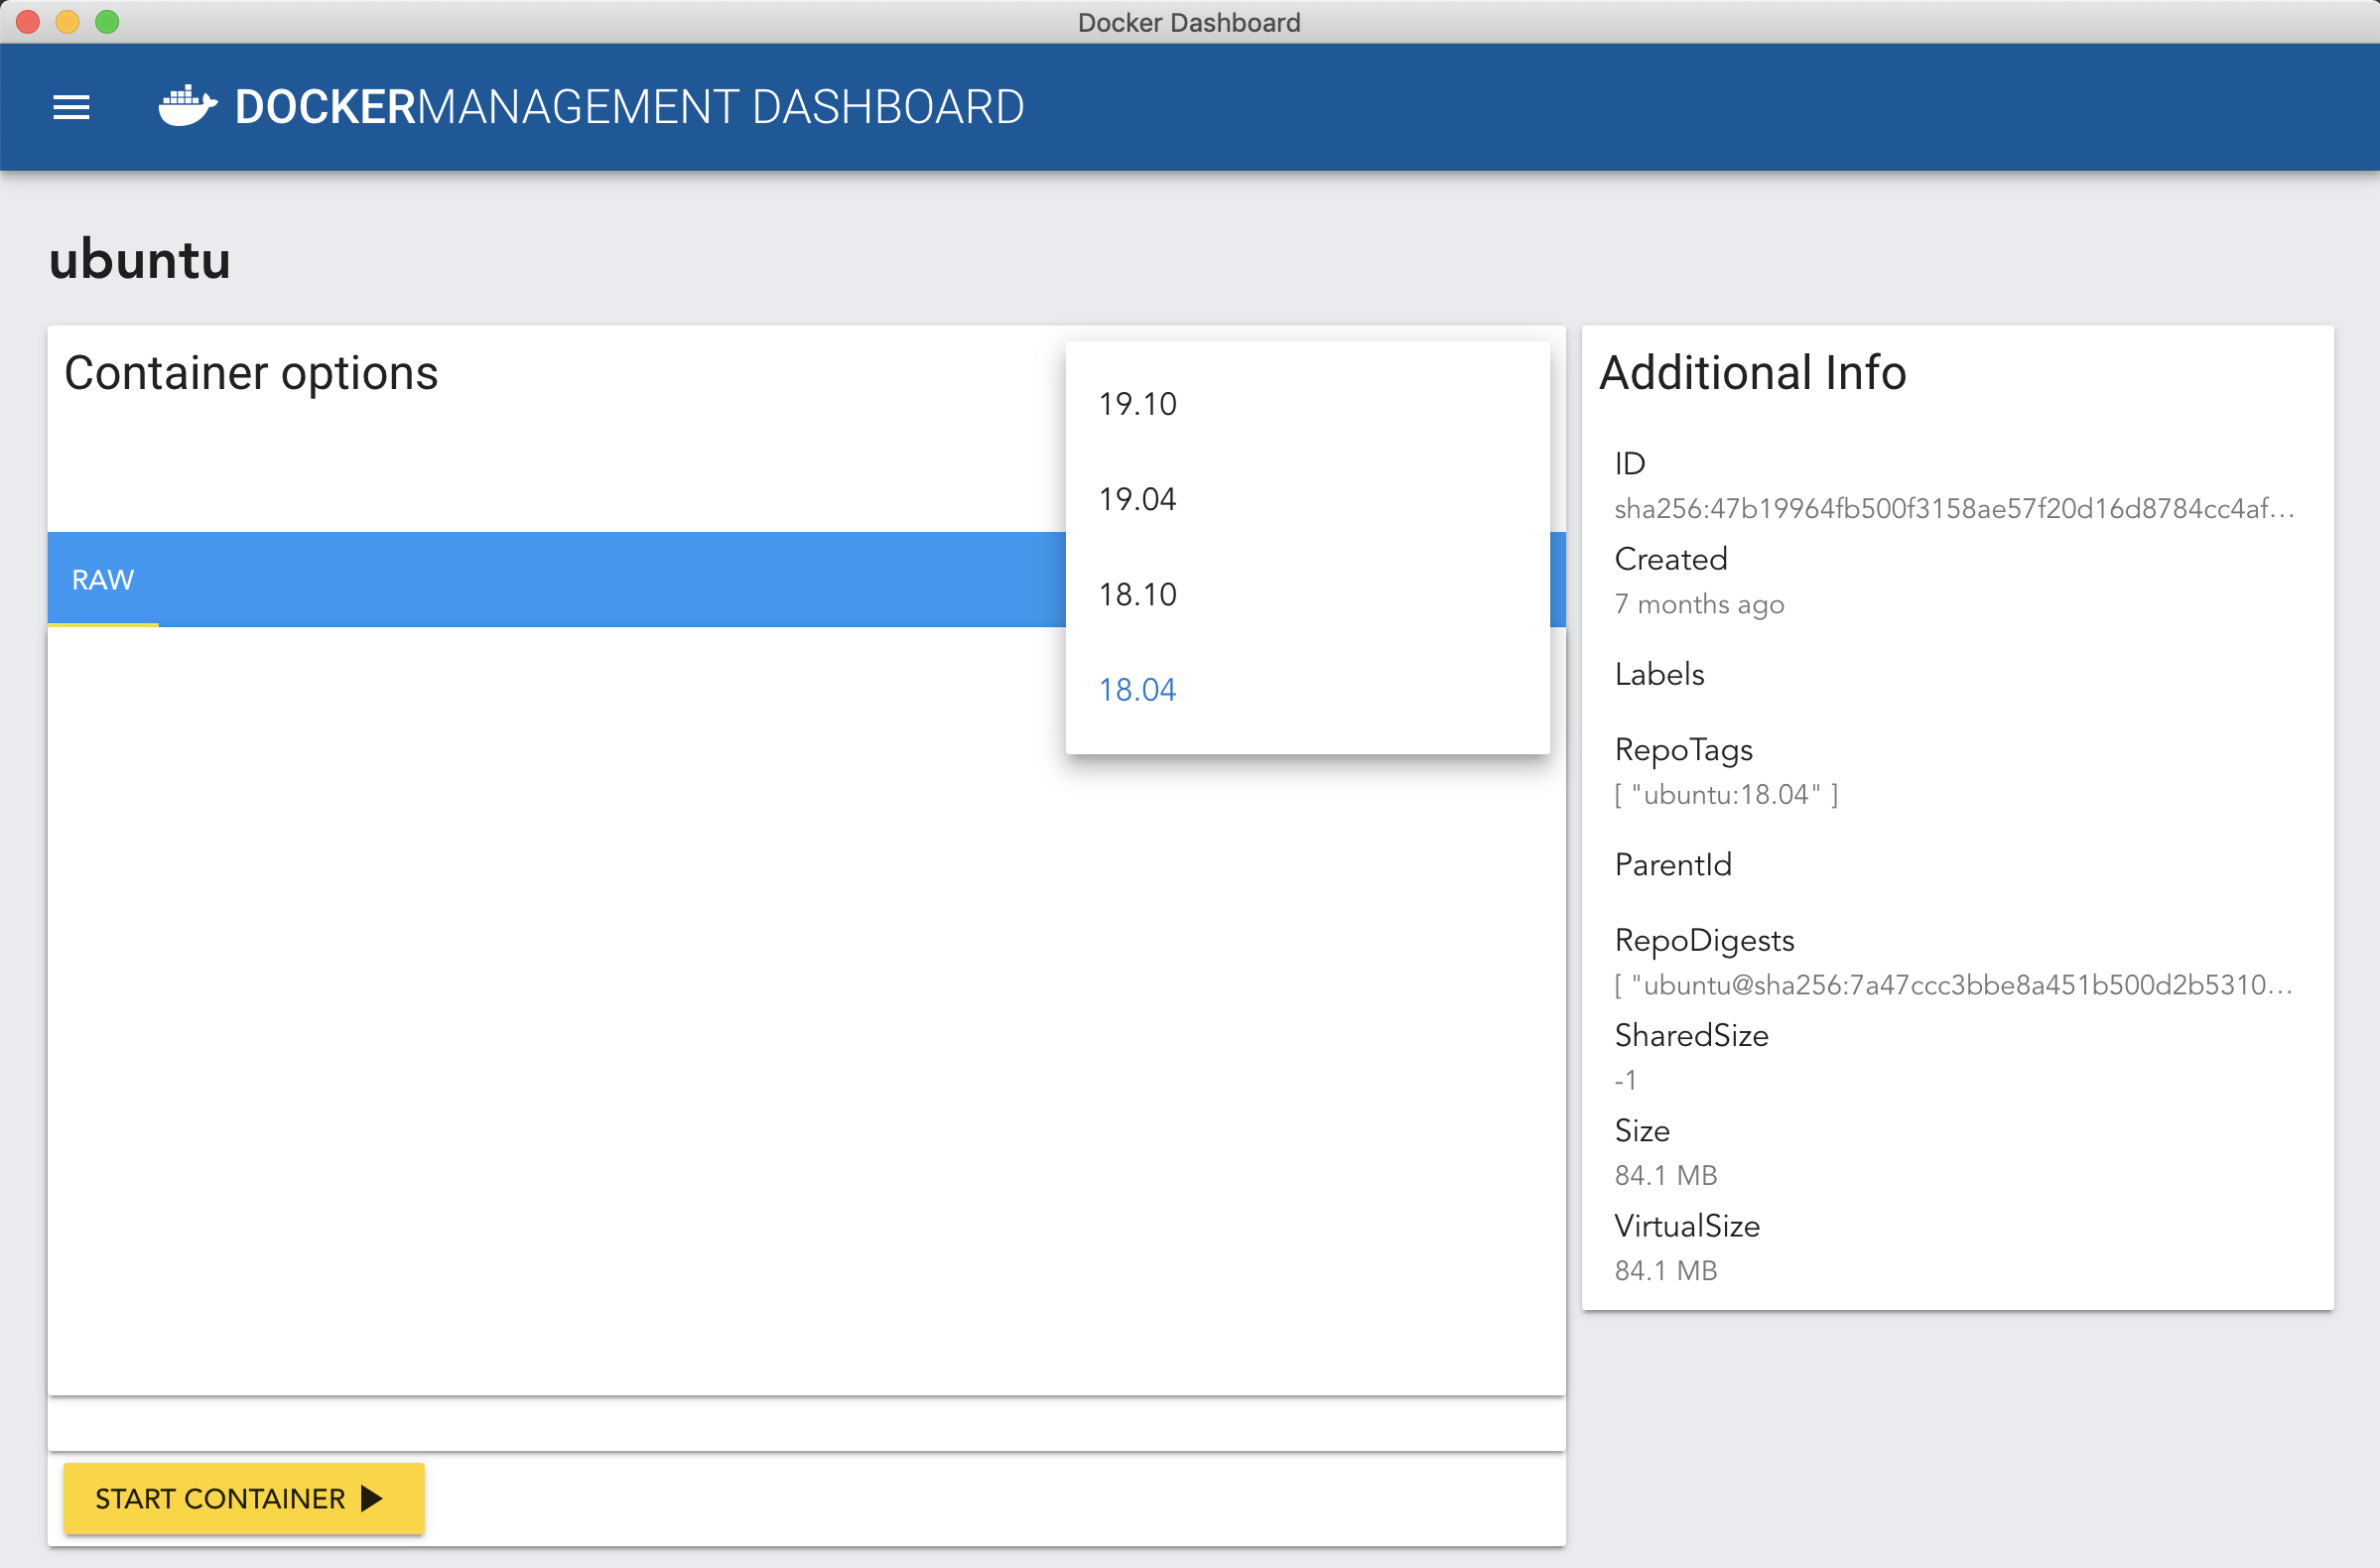 Docker Dashboard
DOCKERMANAGEMENT DASHBOARD
ubuntu
Container options
19.10
19.04
18.10
18.04
RAW
START CONTAINER
Additional Info
ID
sha256:47b19964fb500f3158ae57f20d16d8784cc4af...
Created
7 months ago
Labels
RepoTags
[ "ubuntu:18.04" ]
ParentId
RepoDigests
[ "ubuntu@sha256:7a47ccc3bbe8a451b500d2b5310...
SharedSize
-1
Size
84.1 MB
VirtualSize
84.1 MB